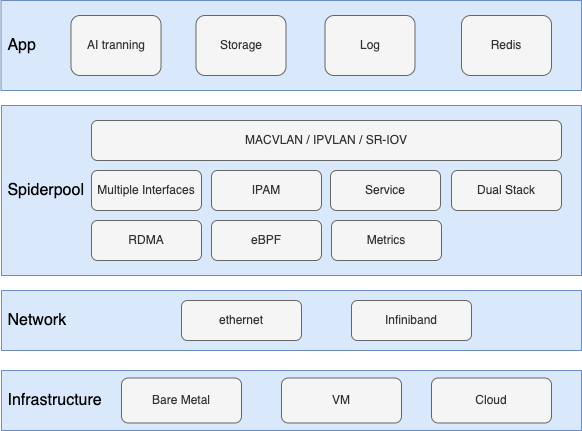 App
AI tranning
Storage
Log
Redis
MACVLAN / IPVLAN / SR-IOV
Spiderpool
Multiple Interfaces
IPAM
Service
Dual Stack
RDMA
eBPF
Metrics
Network
ethernet
Infiniband
Infrastructure
Bare Metal
VM
Cloud